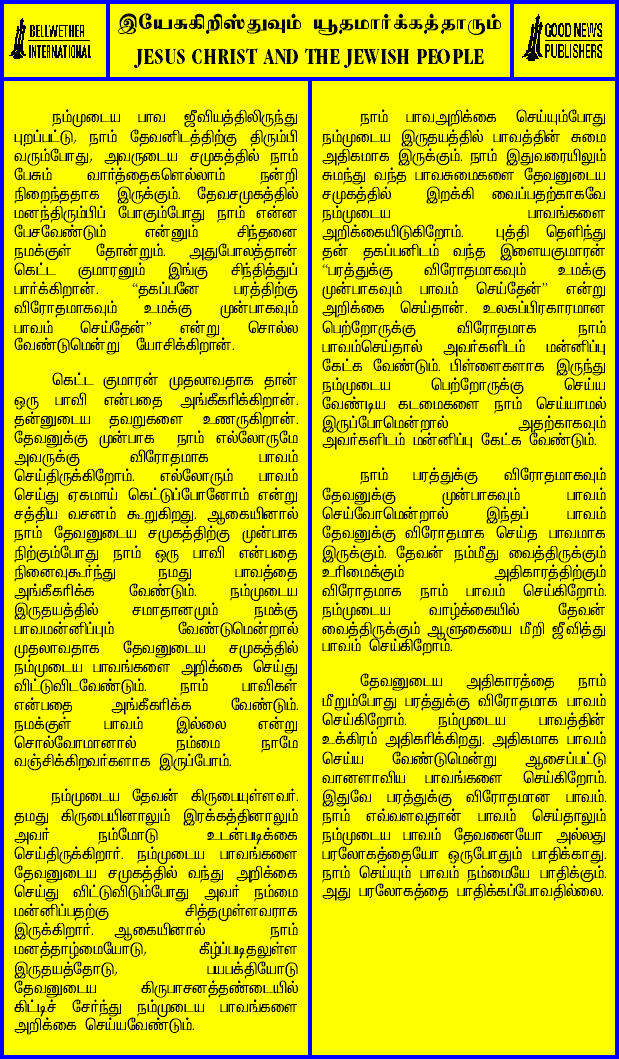 BELLWETHER
INTERNATIONAL
இயேசுகிறிஸ்துவும் யூதமார்க்கத்தாரும்
JESUS CHRIST AND THE JEWISH PEOPLE
GOOD NEWS
PUBLISHERS
நம்முடைய பாவ ஜீவியத்திலிருந்து
புறப்பட்டு, நாம் தேவனிடத்திற்கு திரும்பி
வரும்போது, அவருடைய சமுகத்தில் நாம்
பேசும் வார்த்தைகளெல்லாம் நன்றி
நிறைந்ததாக இருக்கும். தேவசமுகத்தில்
மனந்திரும்பிப் போகும்போது நாம் என்ன
பேசவேண்டும் என்னும் சிந்தனை
நமக்குள் தோன்றும். அதுபோலத்தான்
கெட்ட குமாரனும் இங்கு சிந்தித்துப்
பார்க்கிறான். “தகப்பனே பரத்திற்கு
விரோதமாகவும் உமக்கு முன்பாகவும்
பாவம் செய்தேன்” என்று சொல்ல
வேண்டுமென்று யோசிக்கிறான்.
கெட்ட குமாரன் முதலாவதாக தான்
ஒரு பாவி என்பதை அங்கீகரிக்கிறான்.
தன்னுடைய தவறுகளை உணருகிறான்.
தேவனுக்கு முன்பாக நாம் எல்லோருமே
அவருக்கு விரோதமாக பாவம்
செய்திருக்கிறோம். எல்லோரும் பாவம்
செய்து ஏகமாய் கெட்டுப்போனோம் என்று
சத்திய வசனம் கூறுகிறது. ஆகையினால்
நாம் தேவனுடைய சமுகத்திற்கு முன்பாக
நிற்கும்போது நாம் ஒரு பாவி என்பதை
நினைவுகூர்ந்து நமது பாவத்தை
அங்கீகரிக்க வேண்டும். நம்முடைய
இருதயத்தில் சமாதானமும் நமக்கு
பாவமன்னிப்பும் வேண்டுமென்றால்
முதலாவதாக தேவனுடைய சமுகத்தில்
நம்முடைய பாவங்களை அறிக்கை செய்து
விட்டுவிடவேண்டும். நாம் பாவிகள்
என்பதை அங்கீகரிக்க வேண்டும்.
நமக்குள் பாவம் இல்லை என்று
சொல்வோமானால் நம்மை நாமே
வஞ்சிக்கிறவர்களாக இருப்போம்.
நம்முடைய தேவன் கிருபையுள்ளவர்.
தமது கிருபையினாலும் இரக்கத்தினாலும்
அவர் நம்மோடு உடன்படிக்கை
செய்திருக்கிறார். நம்முடைய பாவங்களை
தேவனுடைய சமுகத்தில் வந்து அறிக்கை
செய்து விட்டுவிடும்போது அவர் நம்மை
மன்னிப்பதற்கு சித்தமுள்ளவராக
இருக்கிறார். ஆகையினால் நாம்
மனத்தாழ்மையோடு, கீழ்ப்படிதலுள்ள
இருதயத்தோடு, பயபக்தியோடு
தேவனுடைய கிருபாசனத்தண்டையில்
கிட்டிச் சேர்ந்து நம்முடைய பாவங்களை
அறிக்கை செய்யவேண்டும்.
நாம் பாவஅறிக்கை செய்யும்போது
நம்முடைய இருதயத்தில் பாவத்தின் சுமை
அதிகமாக இருக்கும். நாம் இதுவரையிலும்
சுமந்து வந்த பாவசுமைகளை தேவனுடைய
சமுகத்தில் இறக்கி வைப்பதற்காகவே
நம்முடைய பாவங்களை
அறிக்கையிடுகிறோம். புத்தி தெளிந்து
தன் தகப்பனிடம் வந்த இளையகுமாரன்
“பரத்துக்கு விரோதமாகவும் உமக்கு
முன்பாகவும் பாவம் செய்தேன்” என்று
அறிக்கை செய்தான். உலகப்பிரகாரமான
பெற்றோருக்கு விரோதமாக நாம்
பாவம்செய்தால் அவர்களிடம் மன்னிப்பு
கேட்க வேண்டும். பிள்ளைகளாக இருந்து
நம்முடைய பெற்றோருக்கு செய்ய
வேண்டிய கடமைகளை நாம் செய்யாமல்
இருப்போமென்றால் அதற்காகவும்
அவர்களிடம் மன்னிப்பு கேட்க வேண்டும்.
நாம் பரத்துக்கு விரோதமாகவும்
தேவனுக்கு முன்பாகவும் பாவம்
செய்வோமென்றால் இந்தப் பாவம்
தேவனுக்கு விரோதமாக செய்த பாவமாக
இருக்கும். தேவன் நம்மீது வைத்திருக்கும்
உரிமைக்கும் அதிகாரத்திற்கும்
விரோதமாக நாம் பாவம் செய்கிறோம்.
நம்முடைய வாழ்க்கையில் தேவன்
வைத்திருக்கும் ஆளுகையை மீறி ஜீவித்து
பாவம் செய்கிறோம்.
தேவனுடைய அதிகாரத்தை நாம்
மீறும்போது பரத்துக்கு விரோதமாக பாவம்
செய்கிறோம். நம்முடைய பாவத்தின்
உக்கிரம் அதிகரிக்கிறது. அதிகமாக பாவம்
செய்ய வேண்டுமென்று ஆசைப்பட்டு
வானளாவிய பாவங்களை செய்கிறோம்.
இதுவே பரத்துக்கு விரோதமான பாவம்.
நாம் எவ்வளவுதான் பாவம் செய்தாலும்
நம்முடைய பாவம் தேவனையோ அல்லது
பரலோகத்தையோ ஒருபோதும் பாதிக்காது.
நாம் செய்யும் பாவம் நம்மையே பாதிக்கும்.
அது பரலோகத்தை பாதிக்கப்போவதில்லை.